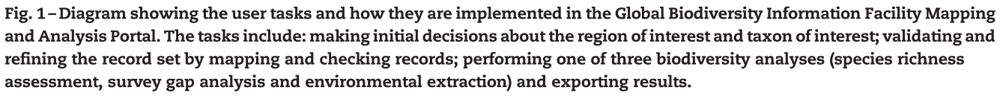 Fig. 1 – Diagram showing the user tasks and how they are implemented in the Global Biodiversity Information Facility Mapping
and Analysis Portal. The tasks include: making initial decisions about the region of interest and taxon of interest; validating and
refining the record set by mapping and checking records; performing one of three biodiversity analyses (species richness
assessment, survey gap analysis and environmental extraction) and exporting results.